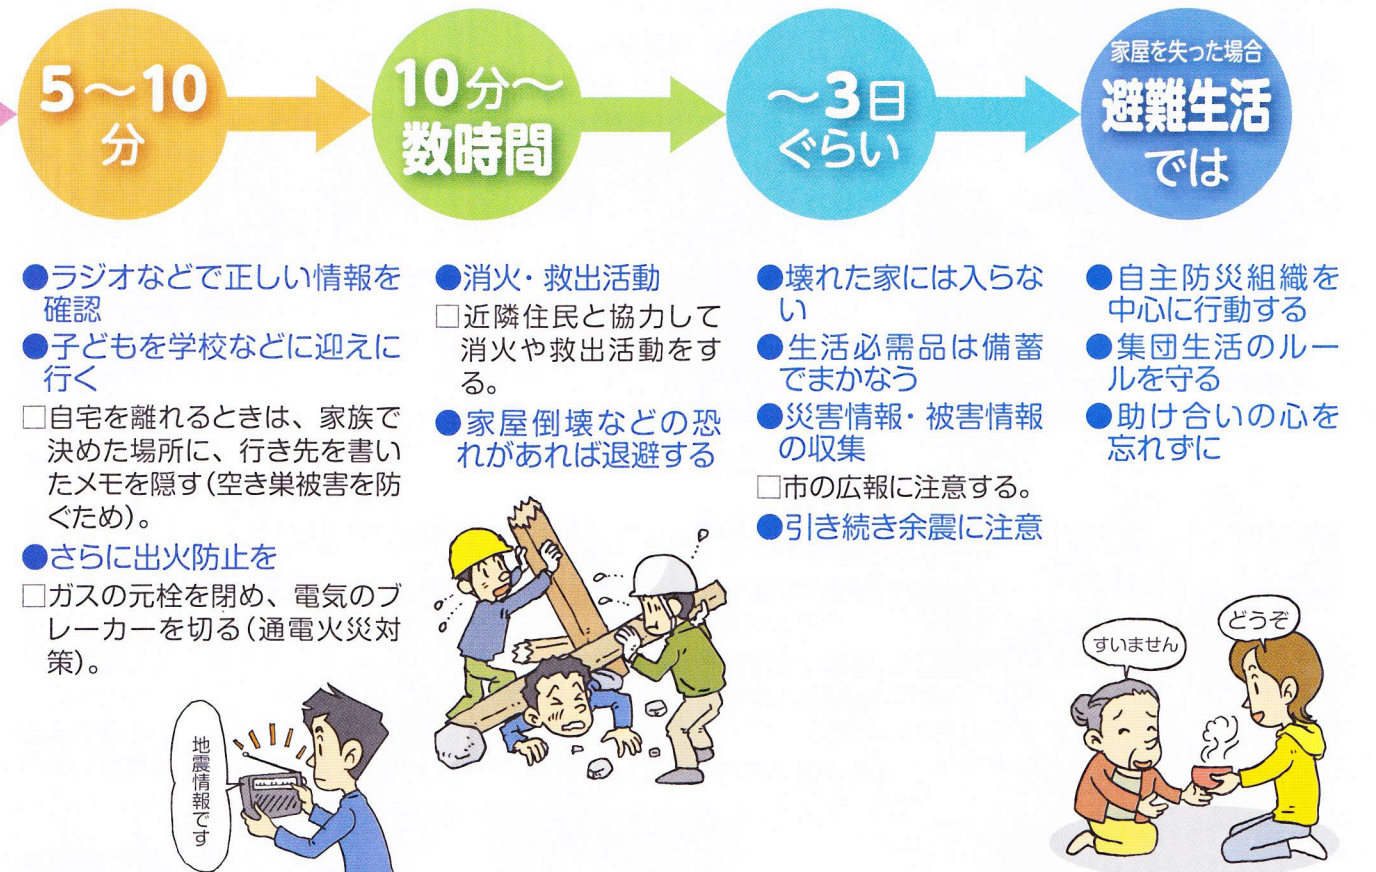 5～10
分
10分～
数時間
～3日
ぐらい
家屋を失った場合
避難生活
では
●ラジオなどで正しい情報を
確認
●子どもを学校などに迎えに
行く
□自宅を離れるときは、家族で
決めた場所に、行き先を書い
たメモを隠す(空き巣被害を防
ぐため)。
●さらに出火防止を
□ガスの元栓を閉め、電気のブ
レーカーを切る(通電火災対
策)。
地震情報です
●消火・救出活動
□近隣住民と協力して
消火や救出活動をす
る。
●家屋倒壊などの恐
れがあれば退避する
●壊れた家には入らな
い
●生活必需品は備蓄
でまかなう
●災害情報・被害情報
の収集
□市の広報に注意する。
●引き続き余震に注意
●自主防災組織を
中心に行動する
●集団生活のルー
ルを守る
●助け合いの心を
忘れずに
すいません
どうぞ